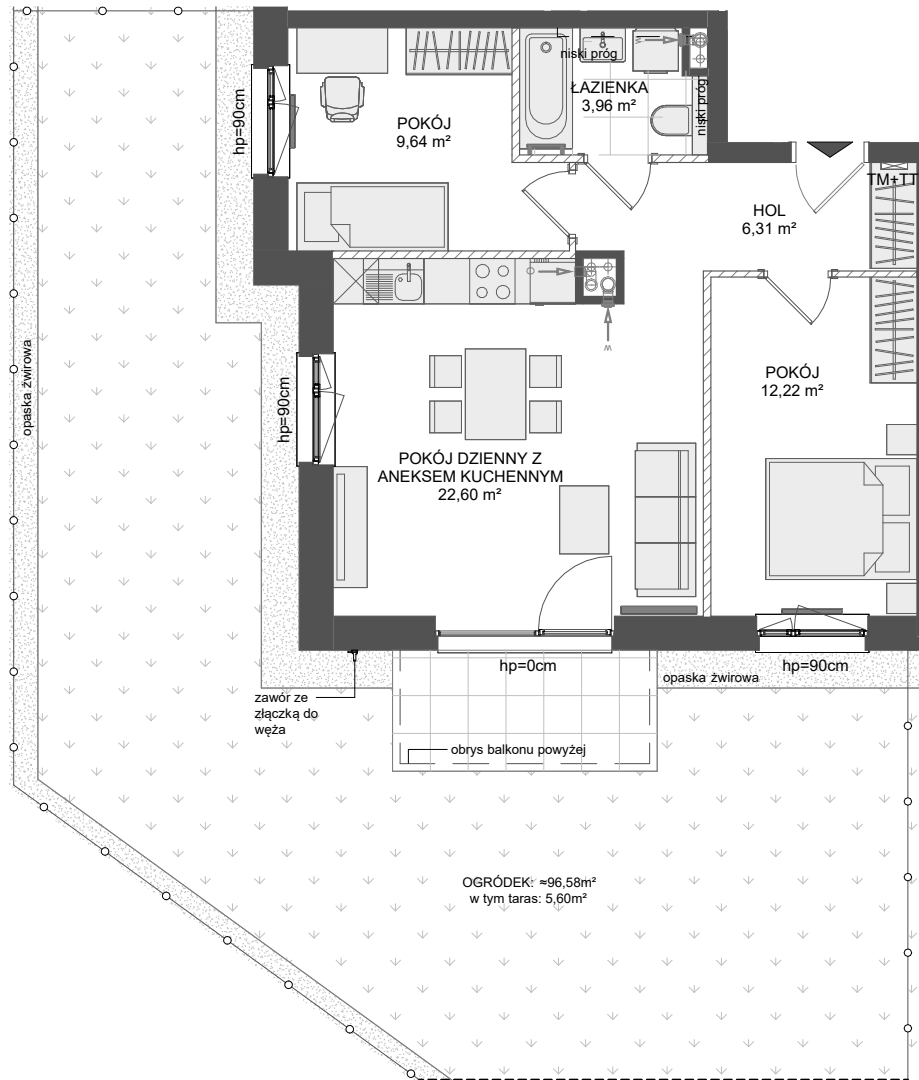 niski próg
ŁAZIENKA
3,96 m²
niski próg
POKÓJ
9,64 m²
hp=90cm
TM+TT
HOL
6,31 m²
POKÓJ
12,22 m²
opaska żwirowa
hp=90cm
POKÓJ DZIENNY Z
ANEKSEM KUCHENNYM
22,60 m²
hp=0cm
hp=90cm
opaska żwirowa
zawór ze
złączką do
węża
obrys balkonu powyżej
OGRÓDEK: ≈96,58m²
w tym taras: 5,60m²